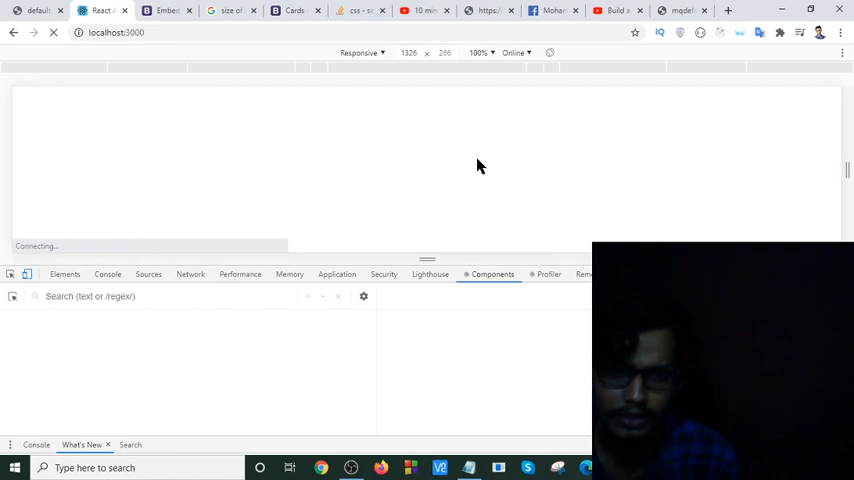 default
React A
Embed
size of
Cards
css - se
10 min
https:/
Moham
Build a
mqdef
localhost:3000
Responsive
1326 × 266
100%
Online
Connecting...
Elements
Console
Sources
Network
Performance
Memory
Application
Security
Lighthouse
Components
Profiler
Search (text or /regex/)
Console
What's New
Search
Type here to search